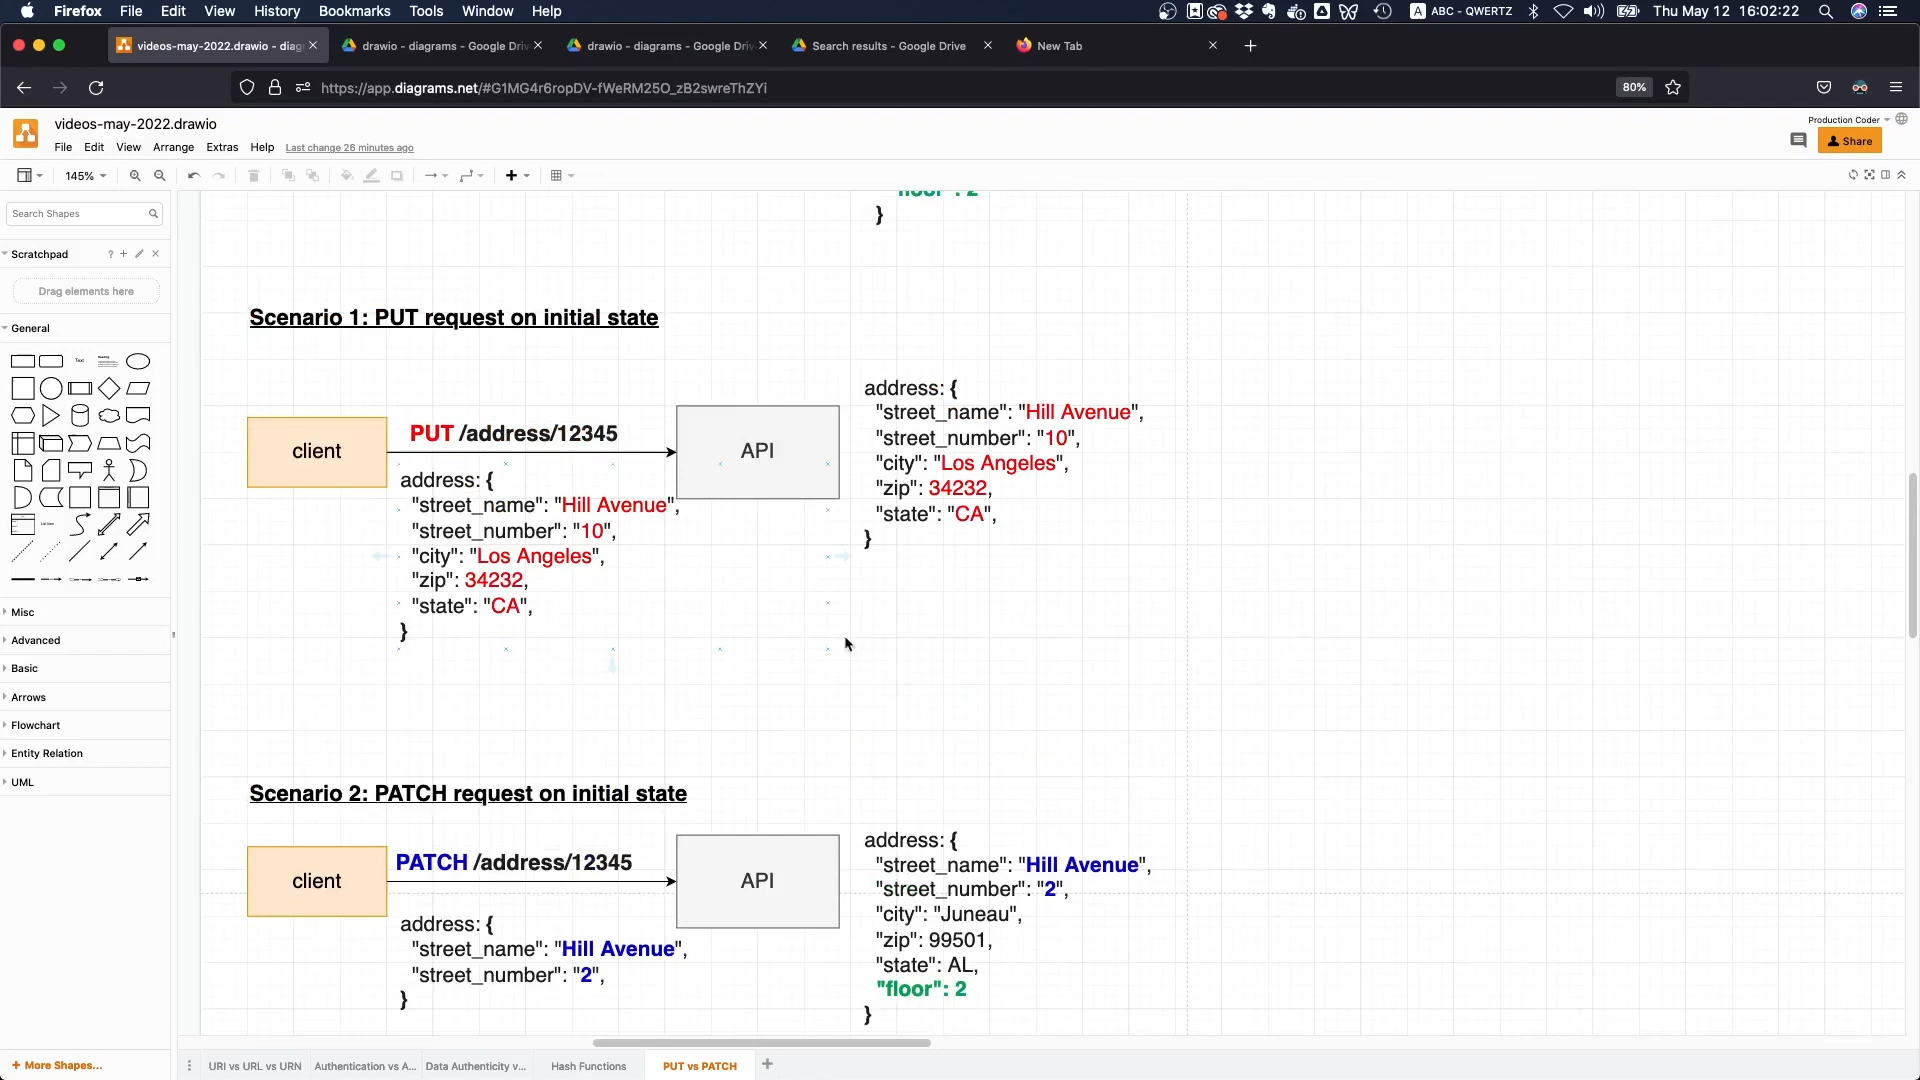 Firefox File Edit View History Bookmarks Tools Window Help
A ABC - QWERTZ Thu May 12 16:02:22
videos-may-2022.drawio - diag
drawio - diagrams - Google Driv
drawio - diagrams - Google Driv
Search results - Google Drive
New Tab
https://app.diagrams.net/#G1MG4r6ropDV-fWeRM25O_zB2swreThZYi
80%
videos-may-2022.drawio
Production Coder
File Edit View Arrange Extras Help Last change 26 minutes ago
Share
145%
Search Shapes
Scratchpad
?
Drag elements here
General
Text
Misc
Advanced
Basic
Arrows
Flowchart
Entity Relation
UML
+ More Shapes...
"floor": 2
}
Scenario 1: PUT request on initial state
client
PUT /address/12345
API
address: {
"street_name": "Hill Avenue",
"street_number": "10",
"city": "Los Angeles",
"zip": 34232,
"state": "CA",
}
address: {
"street_name": "Hill Avenue",
"street_number": "10",
"city": "Los Angeles",
"zip": 34232,
"state": "CA",
}
Scenario 2: PATCH request on initial state
client
PATCH /address/12345
API
address: {
"street_name": "Hill Avenue",
"street_number": "2",
}
address: {
"street_name": "Hill Avenue",
"street_number": "2",
"city": "Juneau",
"zip": 99501,
"state": AL,
"floor": 2
}
URI vs URL vs URN
Authentication vs A...
Data Authenticity v...
Hash Functions
PUT vs PATCH